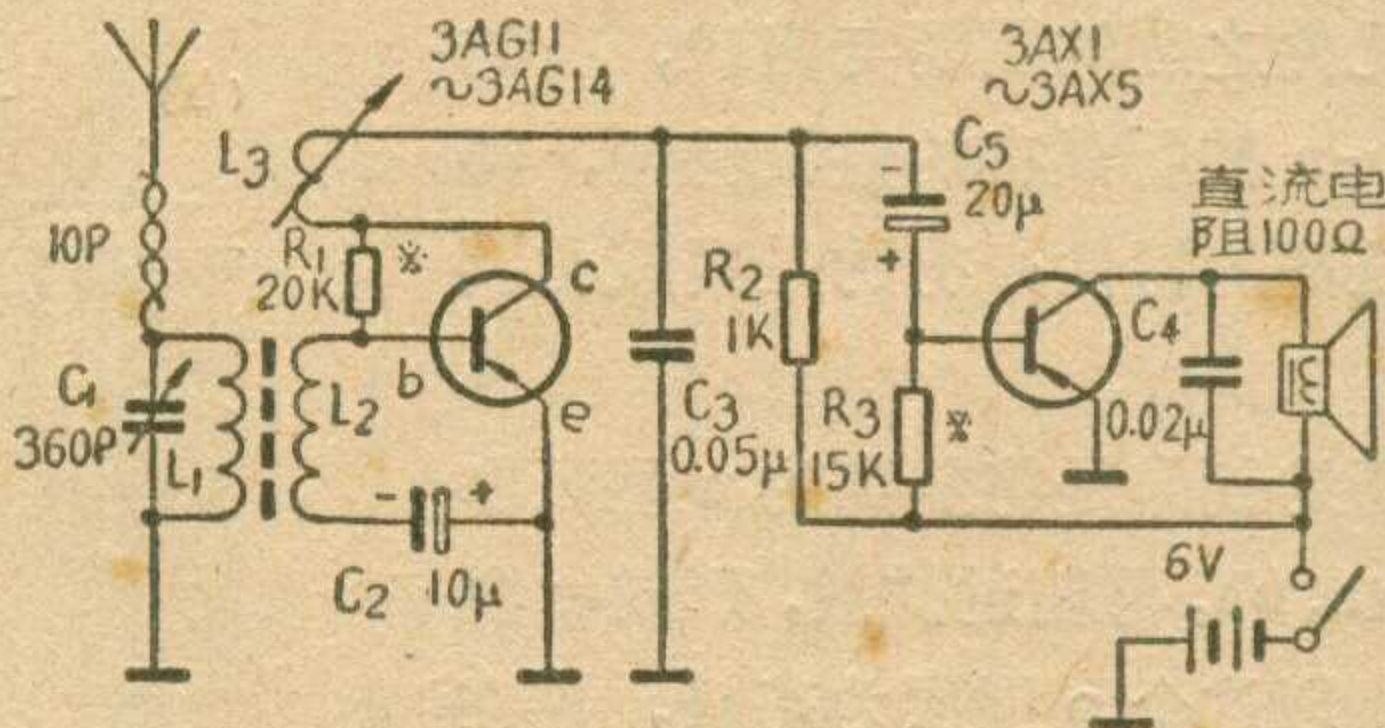 3AG11
~3AG14
3AX1
~3AX5
L3
C5
20μ
-
+
直流电
阻100Ω
10P
R1
20K
※
c
b
e
R2
1K
C4
0.02μ
C1
360P
L1
L2
C3
0.05μ
R3
15K
※
-
+
C2
10μ
6V